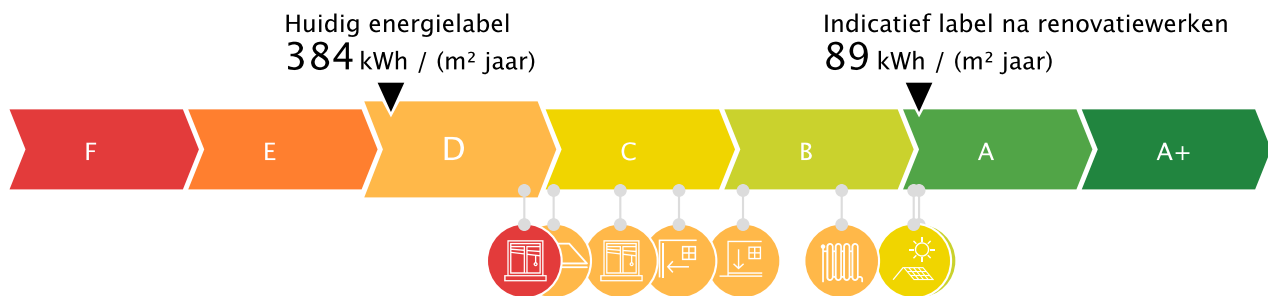 Huidig energielabel
384 kWh / (m² jaar)
Indicatief label na renovatiewerken
89 kWh / (m² jaar)
F
E
D
C
B
A
A+